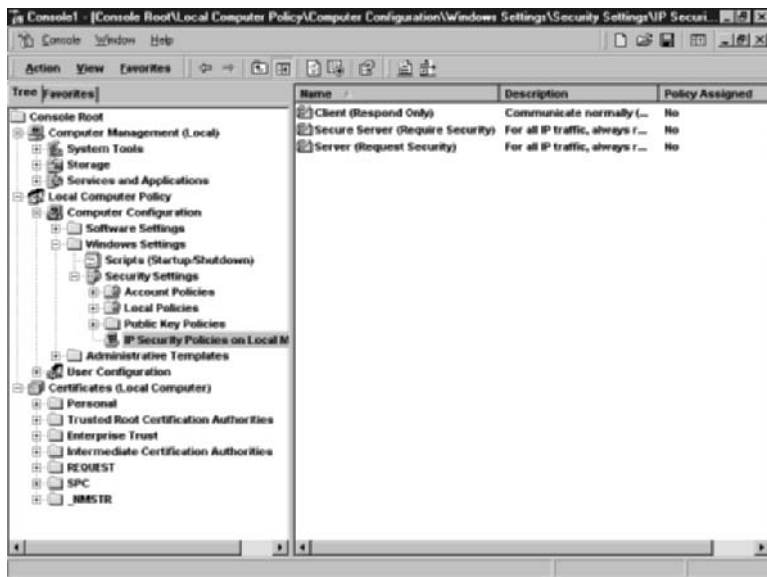 Console1 - [Console Root\Local Computer Policy\Computer Configuration\Windows Settings\Security Settings\IP Securi...
Console Window Help
Action View Favorites
Tree Favorites
Name Description Policy Assigned
Console Root
Computer Management (Local)
System Tools
Storage
Services and Applications
Local Computer Policy
Computer Configuration
Software Settings
Windows Settings
Scripts (Startup/Shutdown)
Security Settings
Account Policies
Local Policies
Public Key Policies
IP Security Policies on Local M
Administrative Templates
User Configuration
Certificates (Local Computer)
Personal
Trusted Root Certification Authorities
Enterprise Trust
Intermediate Certification Authorities
REQUEST
SPC
_NMSTR
Client (Respond Only) Communicate normally (... No
Secure Server (Require Security) For all IP traffic, always r... No
Server (Request Security) For all IP traffic, always r... No